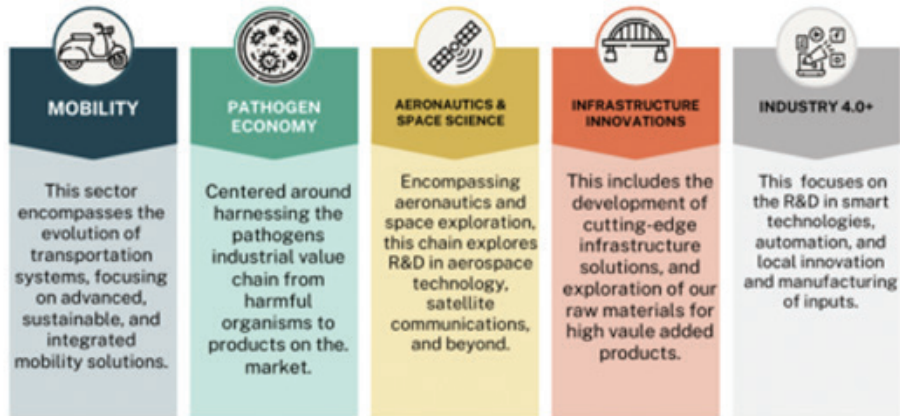 MOBILITY
This sector
encompasses the
evolution of
transportation
systems, focusing
on advanced,
sustainable, and
integrated
mobility solutions.
PATHOGEN
ECONOMY
Centered around
harnessing the
pathogens
industrial value
chain from
harmful
organisms to
products on the.
market.
AERONAUTICS &
SPACE SCIENCE
Encompassing
aeronautics and
space exploration,
this chain explores
R&D in aerospace
technology,
satellite
communications,
and beyond.
INFRASTRUCTURE
INNOVATIONS
This includes the
development of
cutting-edge
infrastructure
solutions, and
exploration of our
raw materials for
high vaule added
products.
INDUSTRY 4.0+
This focuses on
the R&D in smart
technologies,
automation, and
local innovation
and manufacturing
of inputs.